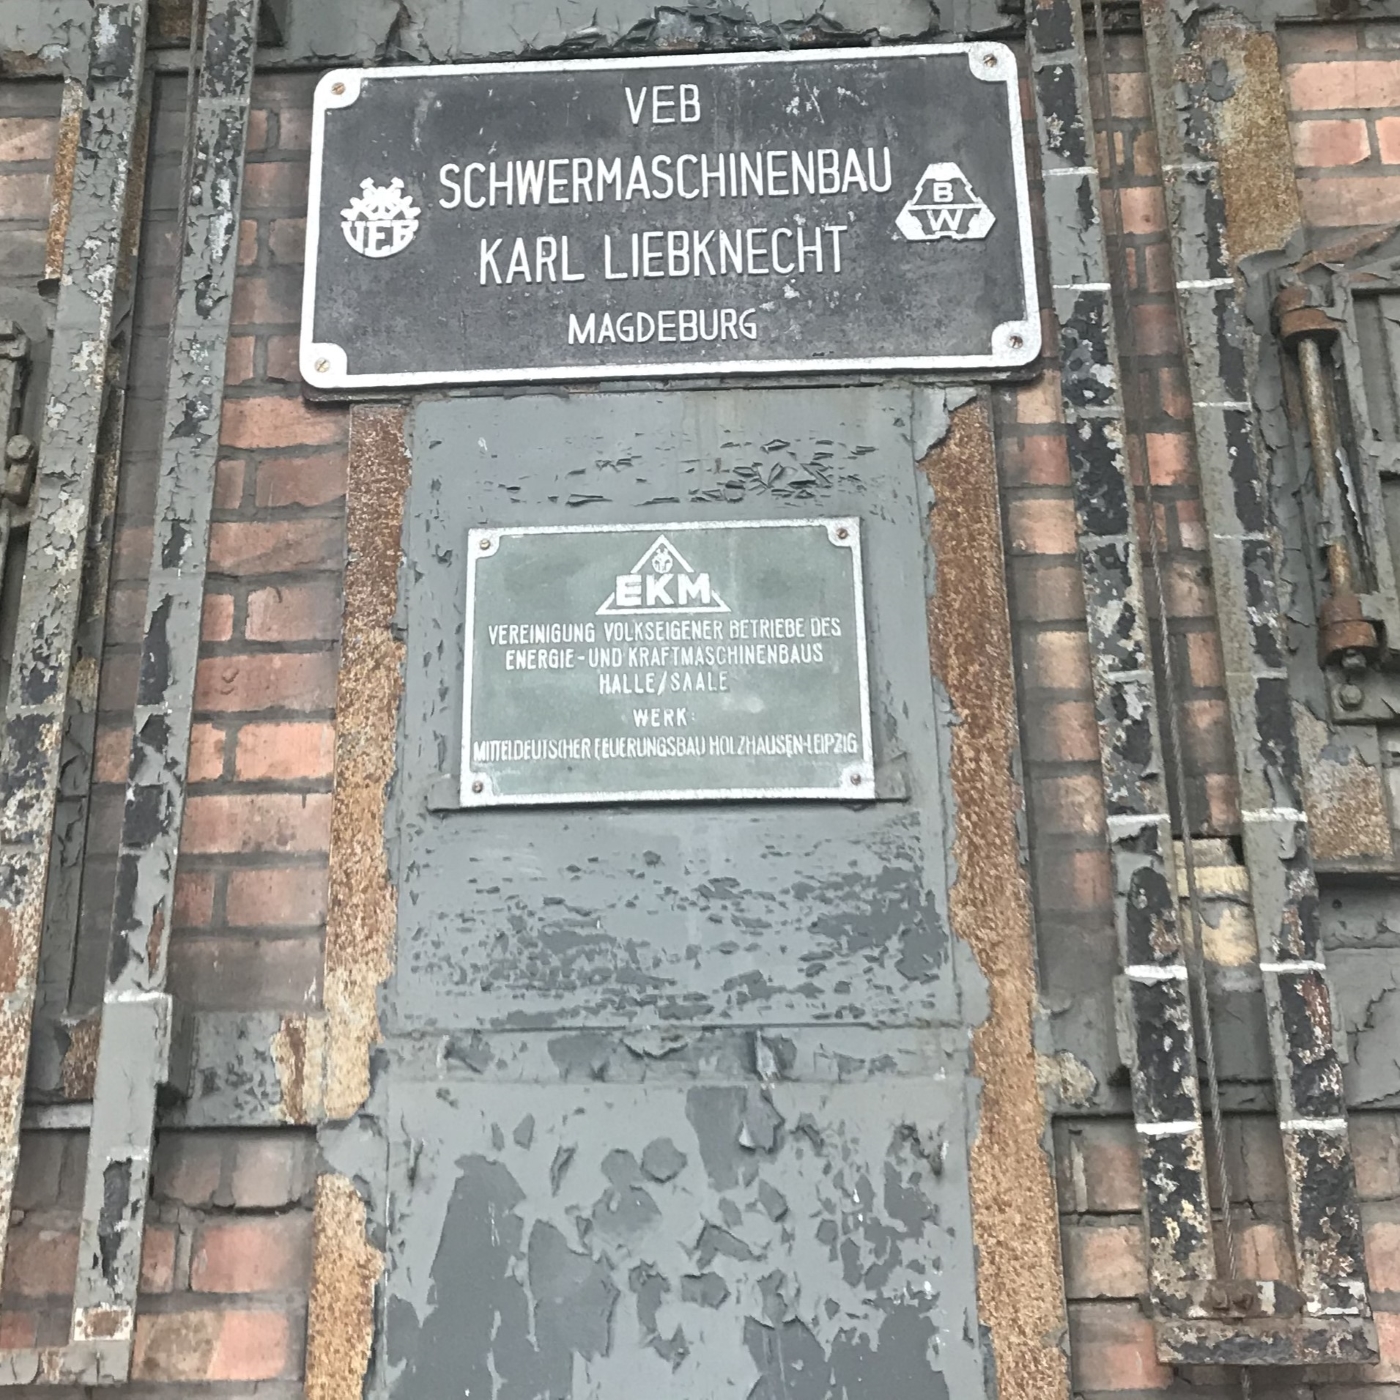 VEB
SCHWERMASCHINENBAU
KARL LIEBKNECHT
MAGDEBURG
VEB
B
W
EKM
VEREINIGUNG VOLKSEIGENER BETRIEBE DES
ENERGIE-UND KRAFTMASCHINENBAUS
HALLE/SAALE
WERK:
MITTELDEUTSCHER FEUERUNGSBAU HOLZHAUSEN-LEIPZIG